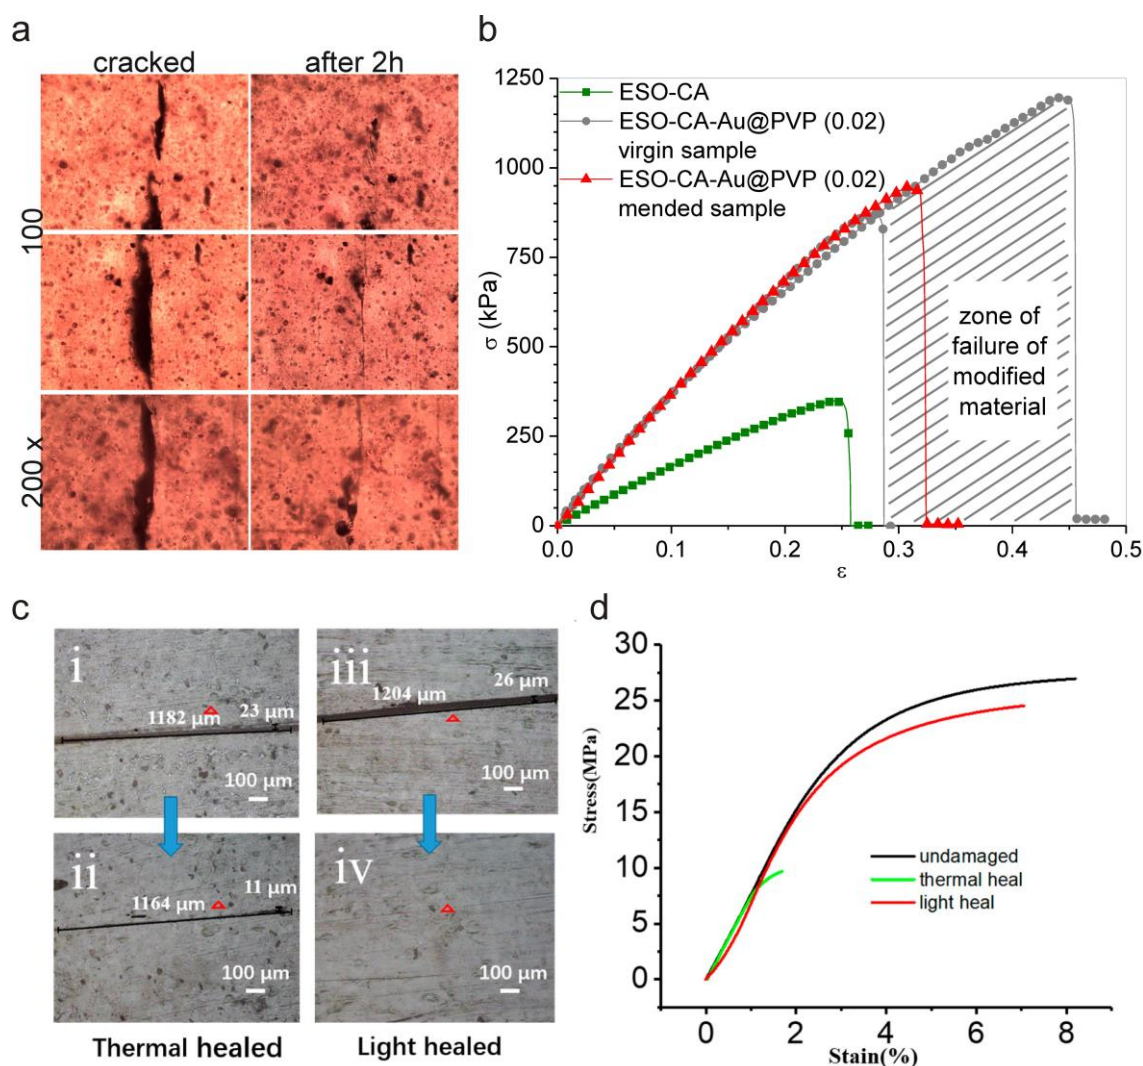 a
cracked
after 2h
100
200 x
b
1250
1000
750
500
250
0
σ (kPa)
ESO-CA
ESO-CA-Au@PVP (0.02)
virgin sample
ESO-CA-Au@PVP (0.02)
mended sample
zone of
failure of
modified
material
0.0 0.1 0.2 0.3 0.4 0.5
ε
c
i
1182 μm
23 μm
100 μm
iii
1204 μm
26 μm
100 μm
ii
1164 μm
11 μm
100 μm
iv
100 μm
Thermal healed
Light healed
d
30
25
20
15
10
5
0
Stress(MPa)
undamaged
thermal heal
light heal
0 2 4 6 8
Stain(%)